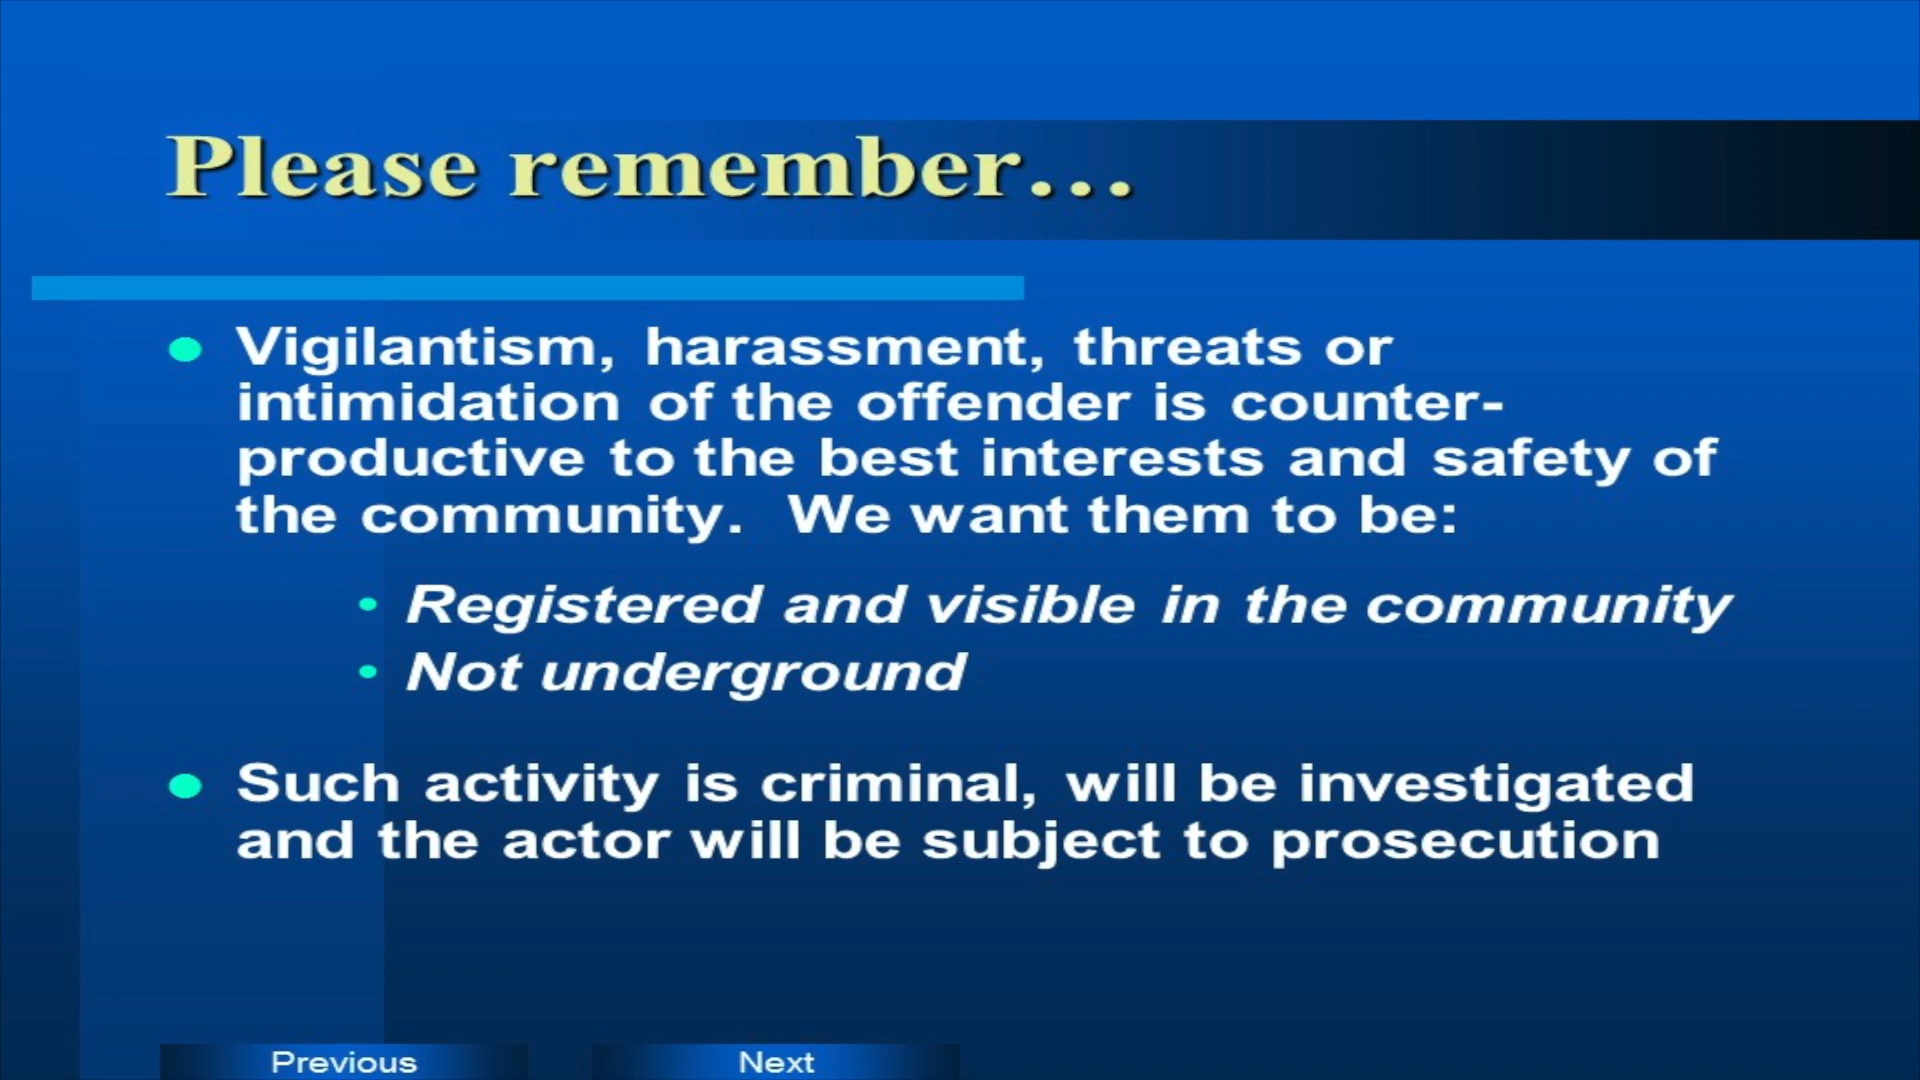 Please remember...
Vigilantism, harassment, threats or
intimidation of the offender is counter-
productive to the best interests and safety of
the community. We want them to be:
• Registered and visible in the community
• Not underground
Such activity is criminal, will be investigated
and the actor will be subject to prosecution
Previous
Next